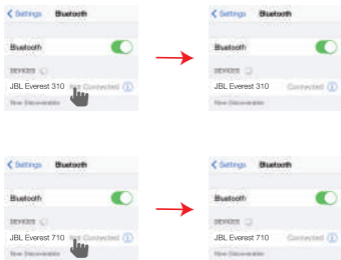 Settings Bluetooth
Bluetooth
DEVICES
JBL Everest 310 Not Connected
Now Discoverable
Settings Bluetooth
Bluetooth
DEVICES
JBL Everest 310 Connected
Now Discoverable
Settings Bluetooth
Bluetooth
DEVICES
JBL Everest 710 Not Connected
Now Discoverable
Settings Bluetooth
Bluetooth
DEVICES
JBL Everest 710 Connected
Now Discoverable